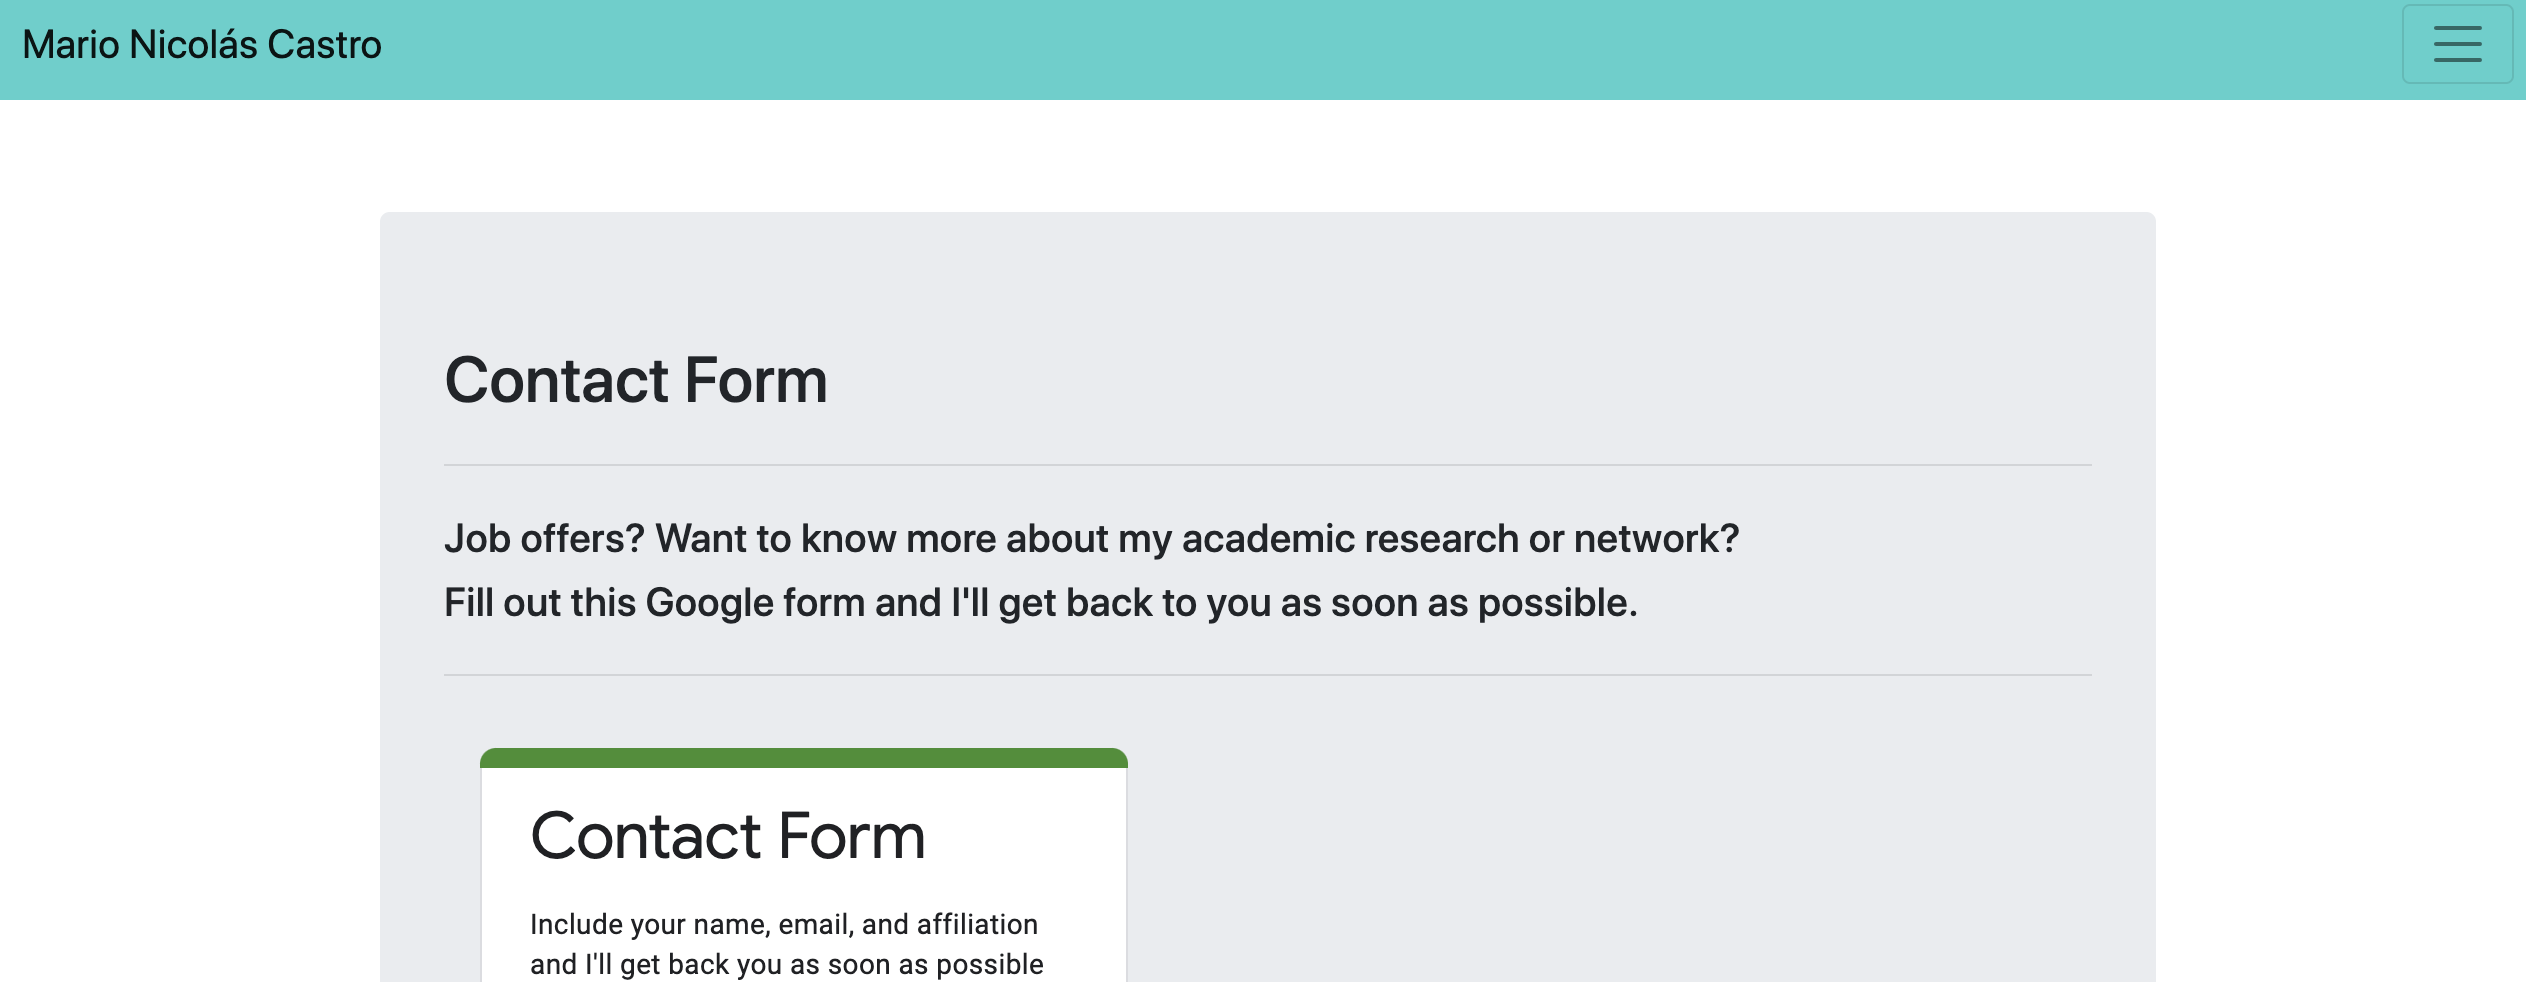 Mario Nicolás Castro
Contact Form
Job offers? Want to know more about my academic research or network?
Fill out this Google form and I'll get back to you as soon as possible.
Contact Form
Include your name, email, and affiliation
and I'll get back you as soon as possible